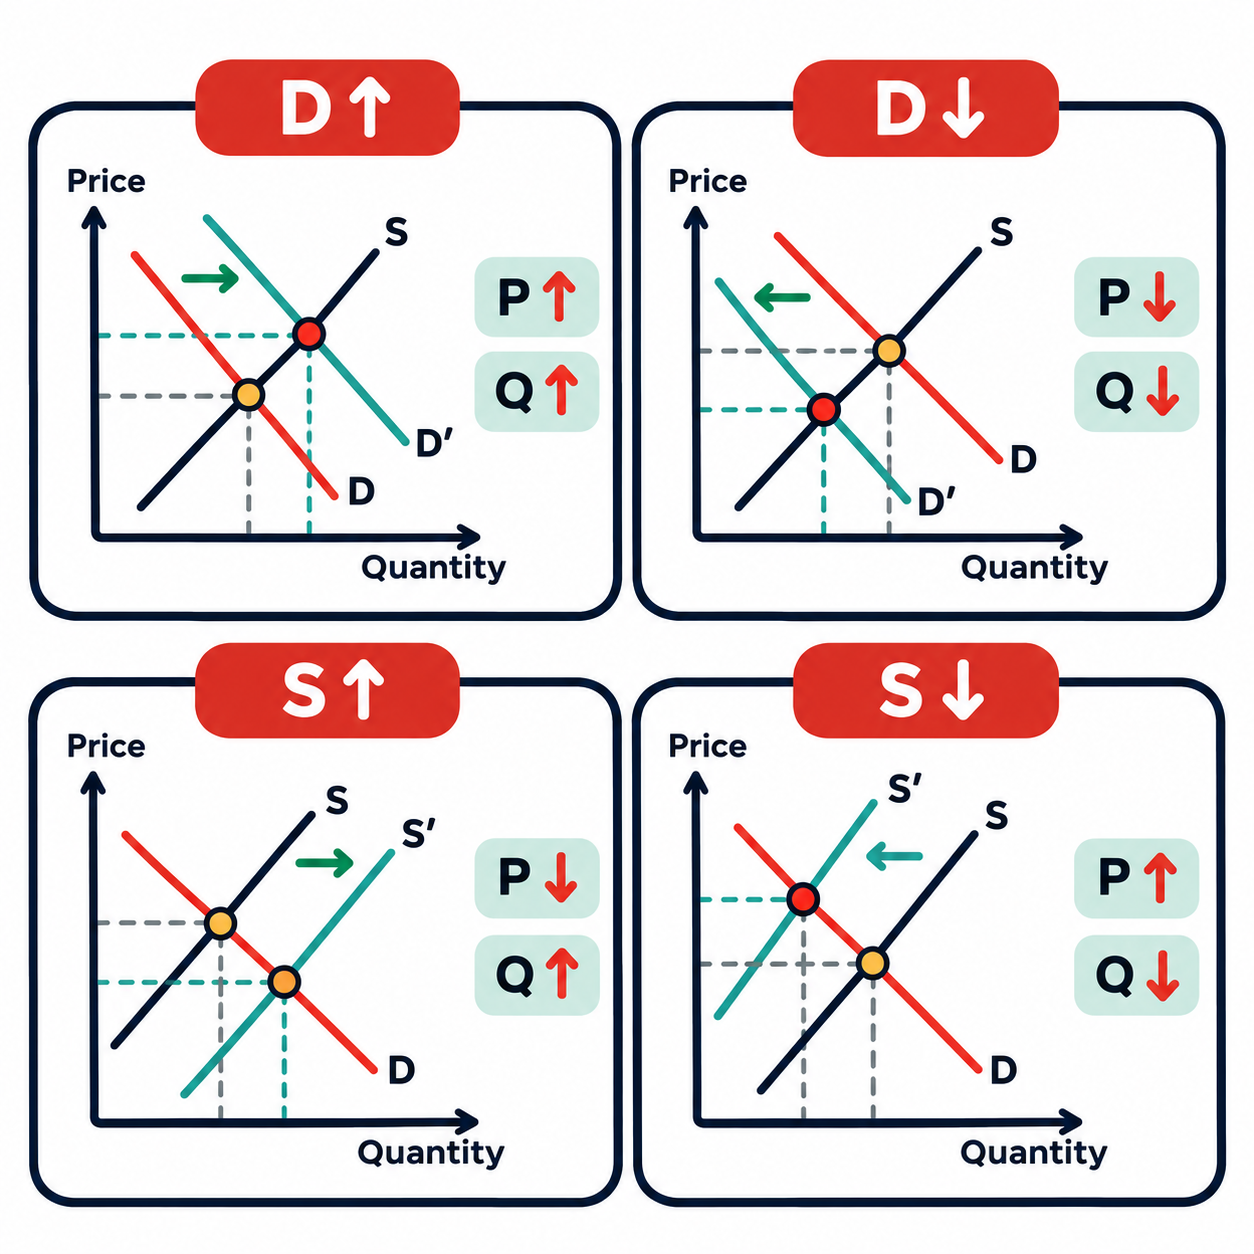 D↑
Price
S
P↑
Q↑
D′
D
Quantity
D↓
Price
S
P↓
Q↓
D
D′
Quantity
S↑
Price
S
S′
P↓
Q↑
D
Quantity
S↓
Price
S′
S
P↑
Q↓
D
Quantity